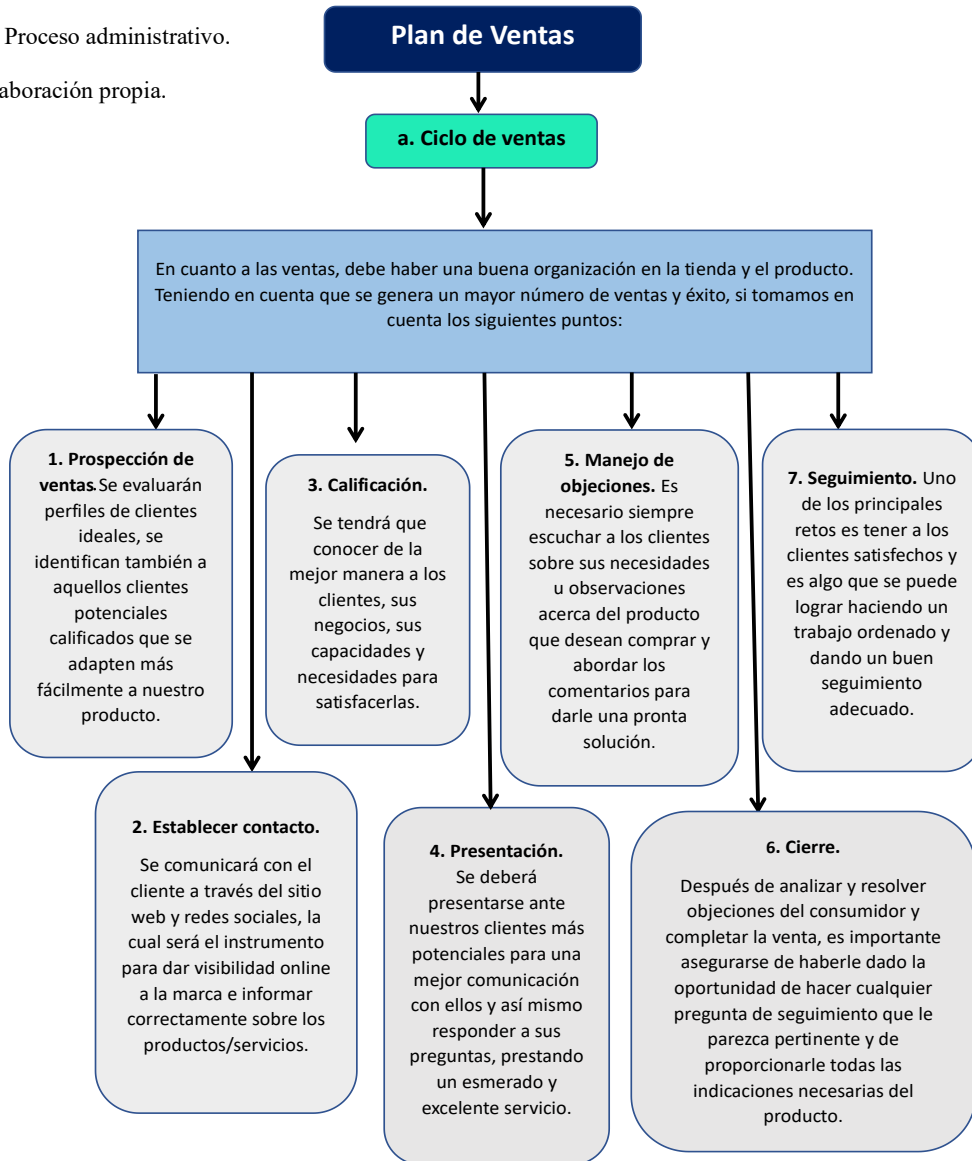 Proceso administrativo.
aboración propia.
Plan de Ventas
a. Ciclo de ventas
En cuanto a las ventas, debe haber una buena organización en la tienda y el producto.
Teniendo en cuenta que se genera un mayor número de ventas y éxito, si tomamos en
cuenta los siguientes puntos:
1. Prospección de
ventas. Se evaluarán
perfiles de clientes
ideales, se
identifican también a
aquellos clientes
potenciales
calificados que se
adapten más
fácilmente a nuestro
producto.
2. Establecer contacto.
Se comunicará con el
cliente a través del sitio
web y redes sociales, la
cual será el instrumento
para dar visibilidad online
a la marca e informar
correctamente sobre los
productos/servicios.
3. Calificación.
Se tendrá que
conocer de la
mejor manera a los
clientes, sus
negocios, sus
capacidades y
necesidades para
satisfacerlas.
4. Presentación.
Se deberá
presentarse ante
nuestros clientes más
potenciales para una
mejor comunicación
con ellos y así mismo
responder a sus
preguntas, prestando
un esmerado y
excelente servicio.
5. Manejo de
objeciones. Es
necesario siempre
escuchar a los clientes
sobre sus necesidades
u observaciones
acerca del producto
que desean comprar y
abordar los
comentarios para
darle una pronta
solución.
6. Cierre.
Después de analizar y resolver
objeciones del consumidor y
completar la venta, es importante
asegurarse de haberle dado la
oportunidad de hacer cualquier
pregunta de seguimiento que le
parezca pertinente y de
proporcionarle todas las
indicaciones necesarias del
producto.
7. Seguimiento. Uno
de los principales
retos es tener a los
clientes satisfechos y
es algo que se puede
lograr haciendo un
trabajo ordenado y
dando un buen
seguimiento
adecuado.